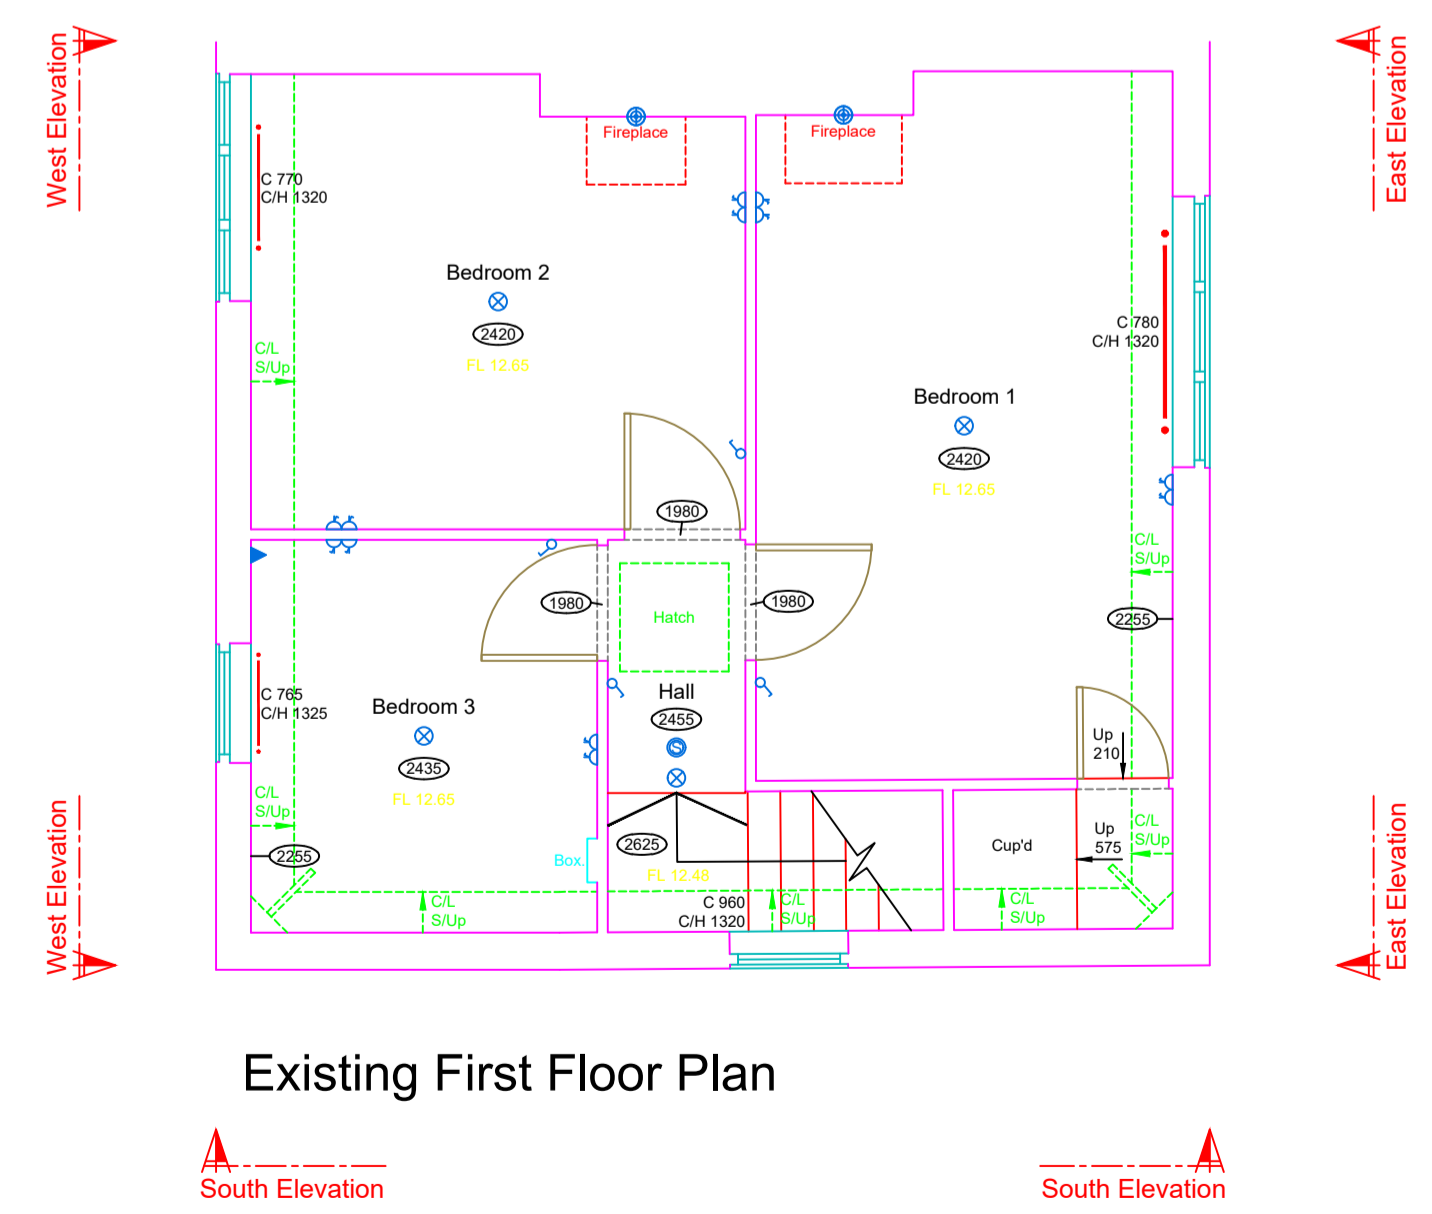 West Elevation
East Elevation
Fireplace
Fireplace
C 770
C/H 1320
Bedroom 2
2420
FL 12.65
C/L
S/Up
C 780
C/H 1320
Bedroom 1
2420
FL 12.65
1980
C/L
S/Up
1980
1980
Hatch
2255
C 765
C/H 1325
Bedroom 3
2435
FL 12.65
Hall
2455
S
Up
210
C/L
S/Up
2255
Box.
2625
FL 12.48
Cup'd
Up
575
C/L
S/Up
C/L
S/Up
C 960
C/H 1320
C/L
S/Up
C/L
S/Up
West Elevation
East Elevation
Existing First Floor Plan
South Elevation
South Elevation